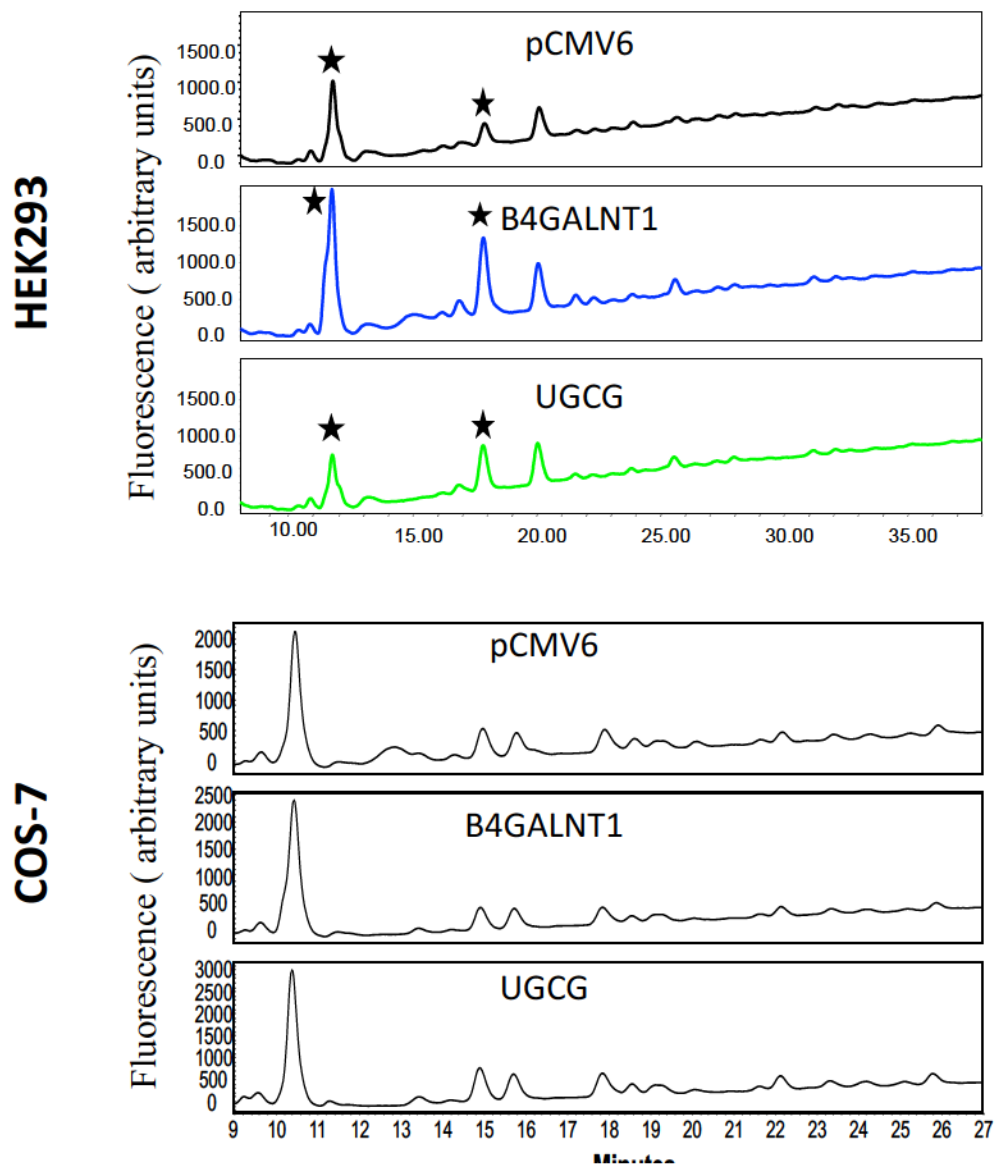 HEK293
Fluorescence ( arbitrary units)
pCMV6
1500.0
1000.0
500.0
0.0
B4GALNT1
1500.0
1000.0
500.0
0.0
UGCG
1500.0
1000.0
500.0
0.0
10.00 15.00 20.00 25.00 30.00 35.00
COS-7
Fluorescence ( arbitrary units)
pCMV6
2000
1500
1000
500
0
B4GALNT1
2500
2000
1500
1000
500
0
UGCG
3000
2500
2000
1500
1000
500
0
9 10 11 12 13 14 15 16 17 18 19 20 21 22 23 24 25 26 27
Minutes